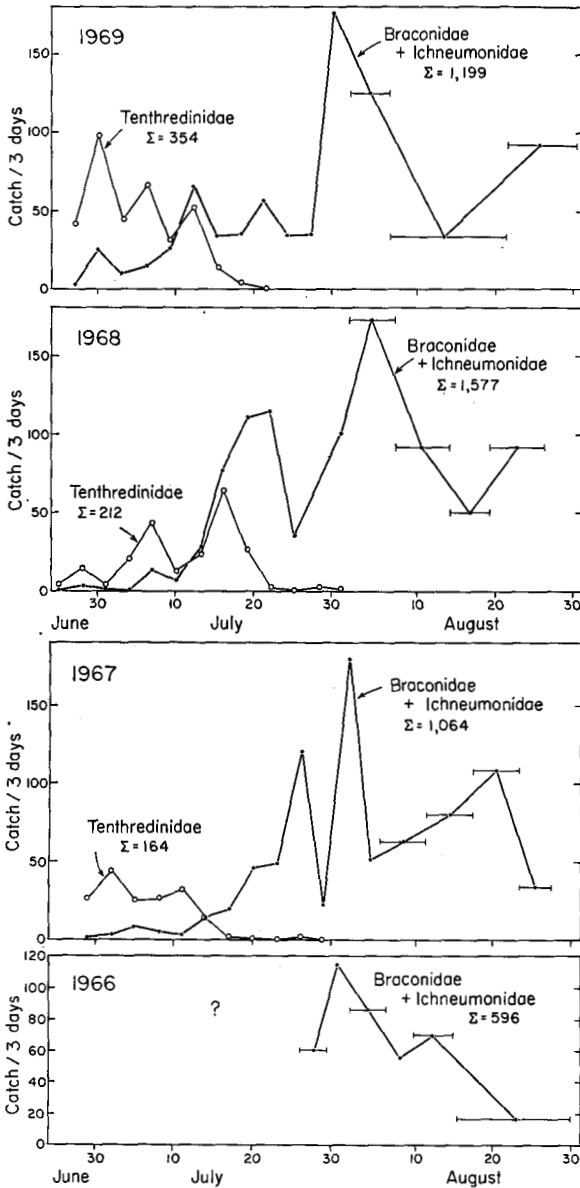 1969
Braconidae
+ Ichneumonidae
Σ = 1,199
Tenthredinidae
Σ = 354
Catch / 3 days
150
100
50
0
1968
Braconidae
+ Ichneumonidae
Σ = 1,577
Tenthredinidae
Σ = 212
Catch / 3 days
150
100
50
0
30 10 20 30 10 20 30
June July August
1967
Braconidae
+ Ichneumonidae
Σ = 1,064
Tenthredinidae
Σ = 164
Catch / 3 days
150
100
50
0
1966
?
Braconidae
+ Ichneumonidae
Σ = 596
Catch / 3 days
120
100
80
60
40
20
0
30 10 20 30 10 20 30
June July August